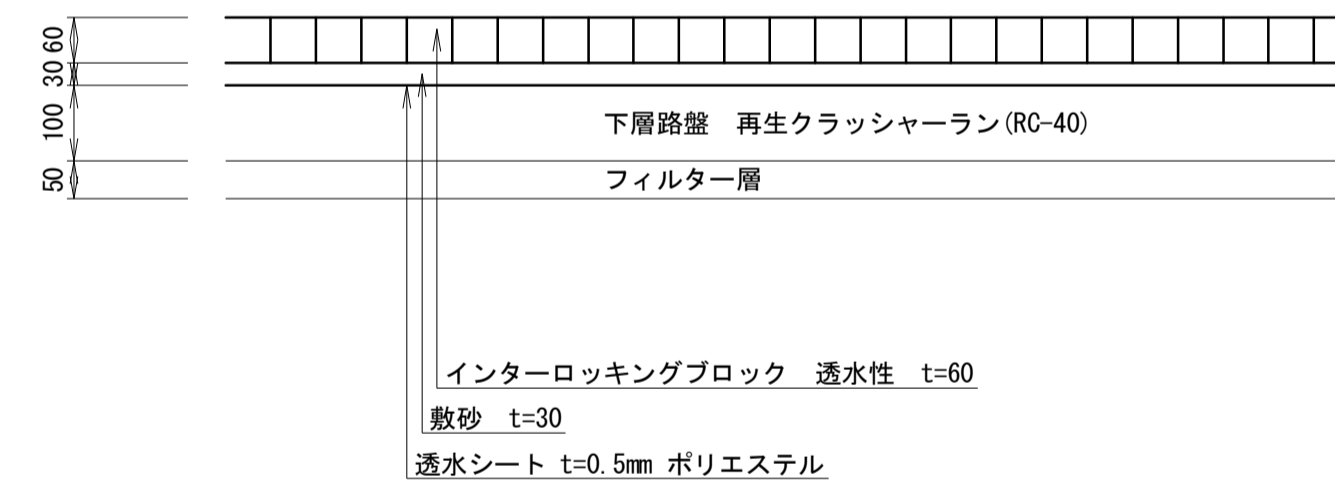 60
30
100
50
下層路盤　再生クラッシャーラン(RC-40)
フィルター層
インターロッキングブロック　透水性　t=60
敷砂　t=30
透水シート t=0.5mm ポリエステル